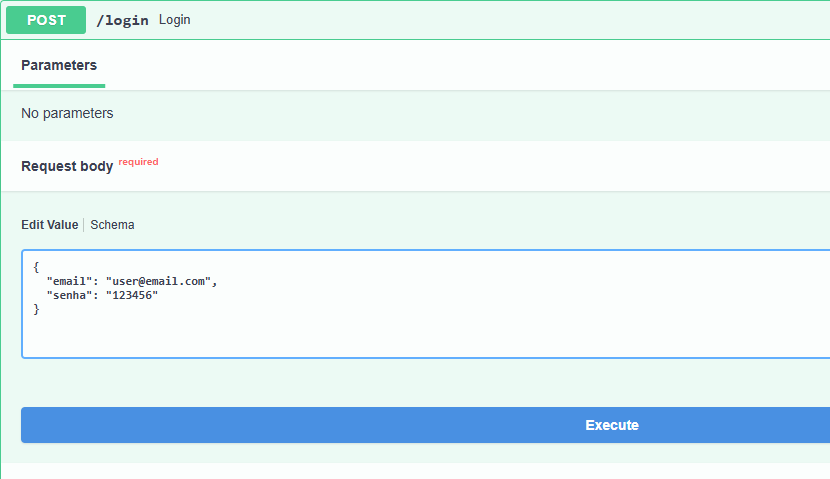 POST /login Login
Parameters
No parameters
Request body required
Edit Value Schema
{
"email": "user@email.com",
"senha": "123456"
}
Execute